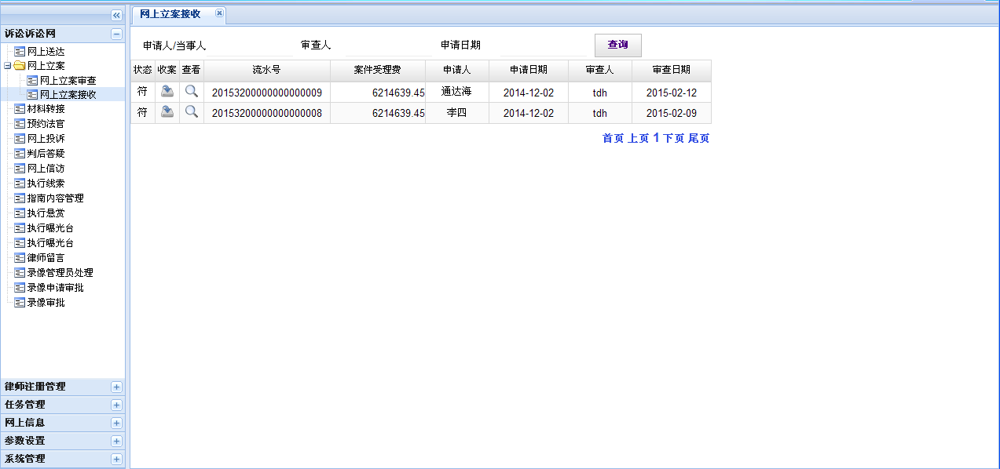 诉讼诉讼网
网上送达
网上立案
网上立案审查
网上立案接收
材料转接
预约法官
网上投诉
判后答疑
网上信访
执行线索
指南内容管理
执行悬赏
执行曝光台
执行曝光台
律师留言
录像管理员处理
录像申请审批
录像审批
律师注册管理
任务管理
网上信息
参数设置
系统管理
网上立案接收
申请人/当事人 审查人 申请日期 查询
状态 收案 查看 流水号 案件受理费 申请人 申请日期 审查人 审查日期
符 20153200000000000009 6214639.45 通达海 2014-12-02 tdh 2015-02-12
符 20153200000000000008 6214639.45 李四 2014-12-02 tdh 2015-02-09
首页 上页 1 下页 尾页